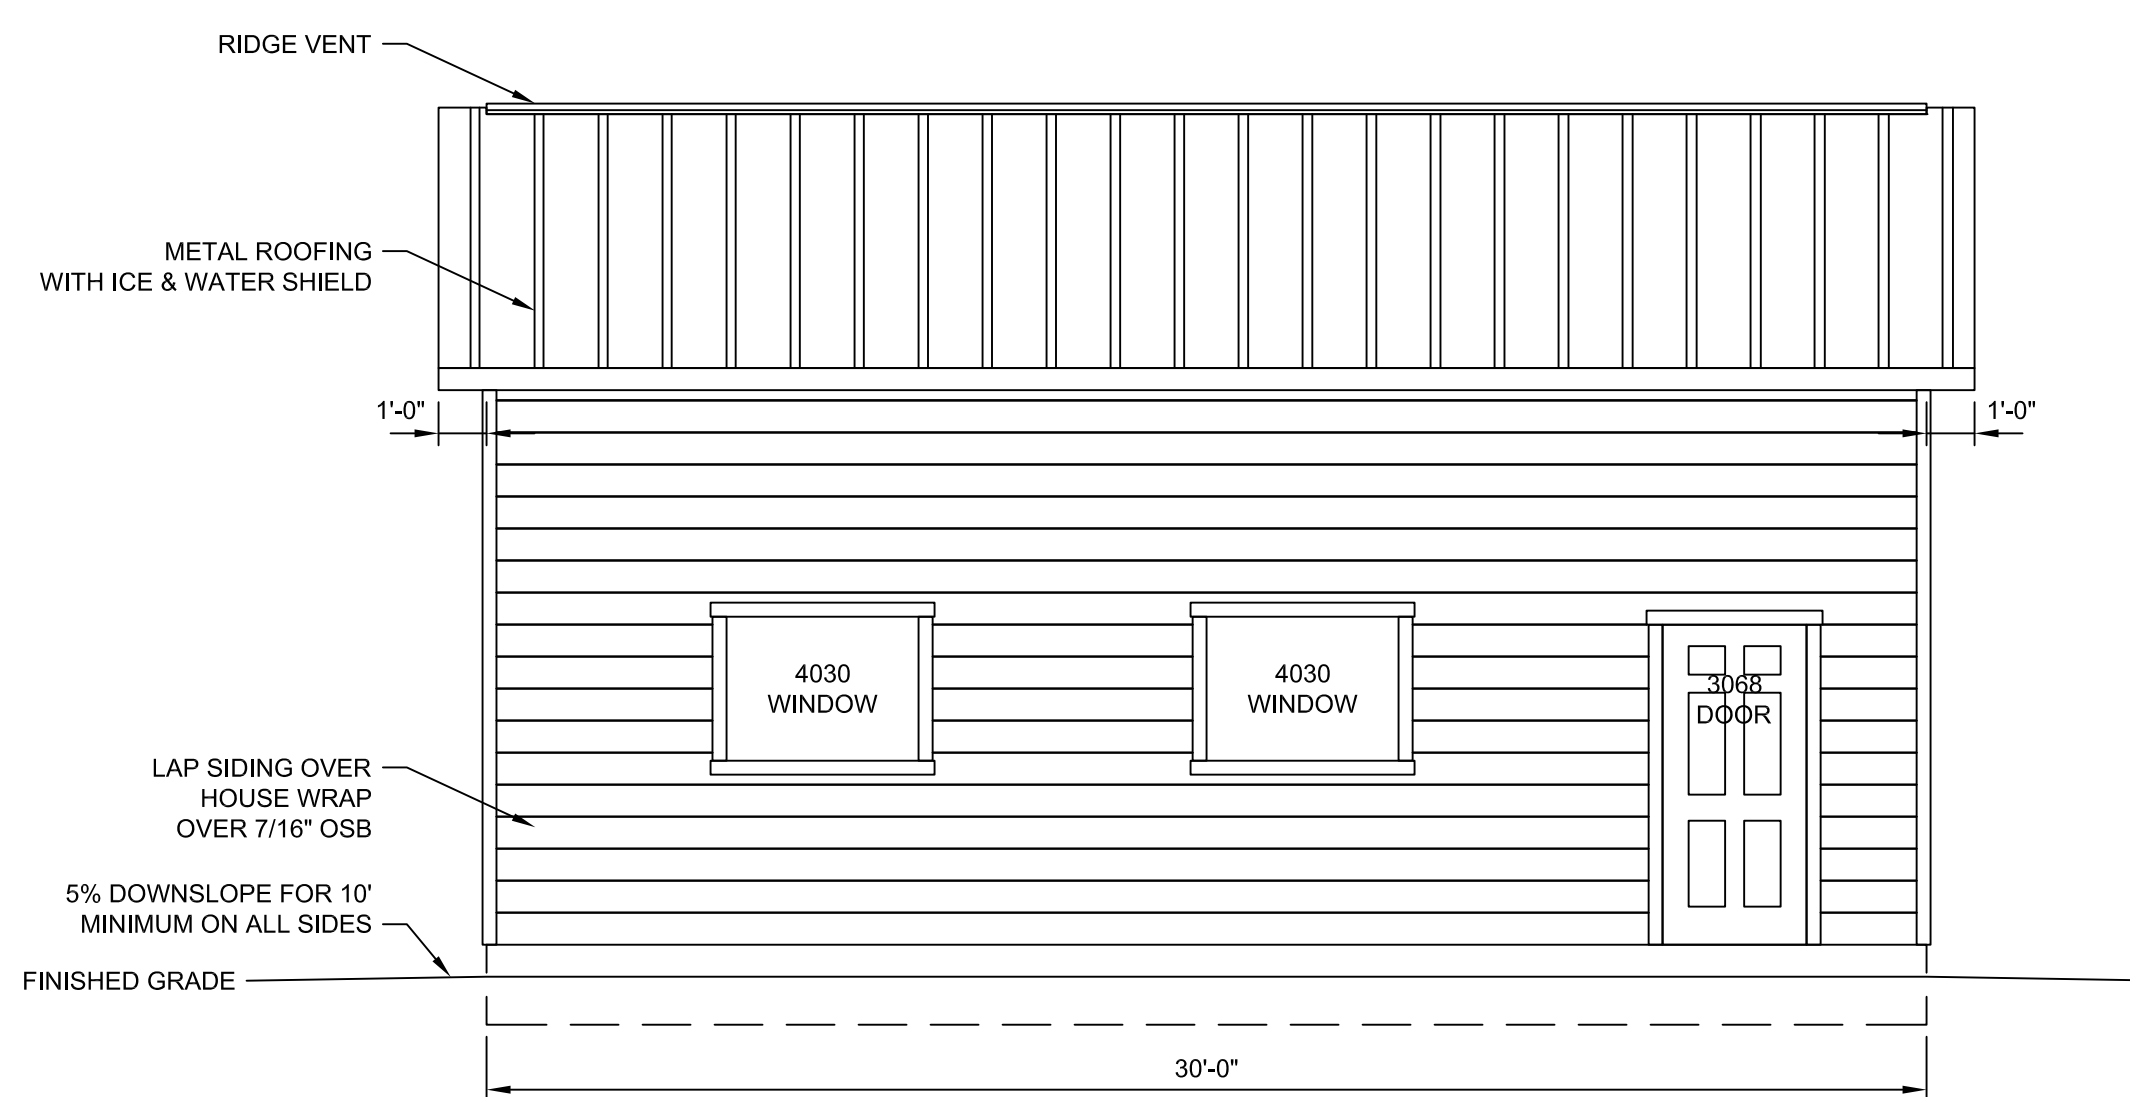 RIDGE VENT
METAL ROOFING
WITH ICE & WATER SHIELD
1'-0"
1'-0"
4030
WINDOW
4030
WINDOW
3068
DOOR
LAP SIDING OVER
HOUSE WRAP
OVER 7/16" OSB
5% DOWNSLOPE FOR 10'
MINIMUM ON ALL SIDES
FINISHED GRADE
30'-0"